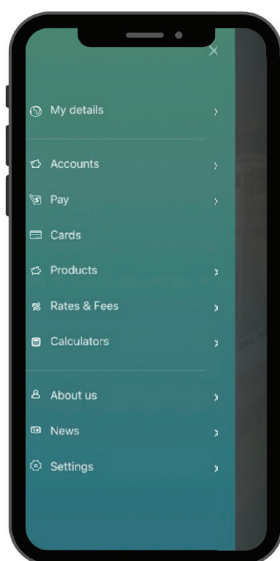 My details
Accounts
Pay
Cards
Products
Rates & Fees
Calculators
About us
News
Settings